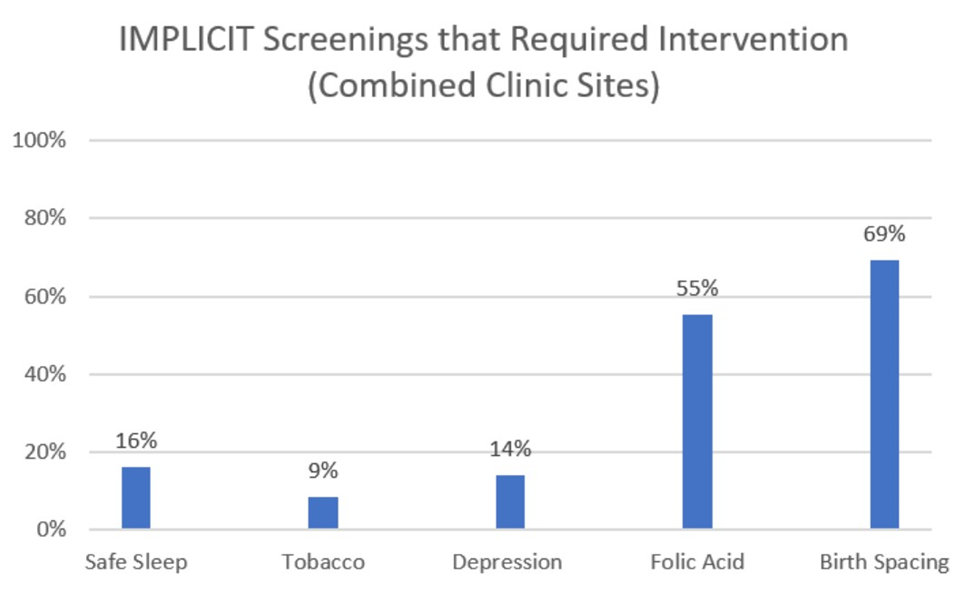 IMPLICIT Screenings that Required Intervention
(Combined Clinic Sites)
100%
80%
60%
40%
20%
0%
16%
9%
14%
55%
69%
Safe Sleep
Tobacco
Depression
Folic Acid
Birth Spacing